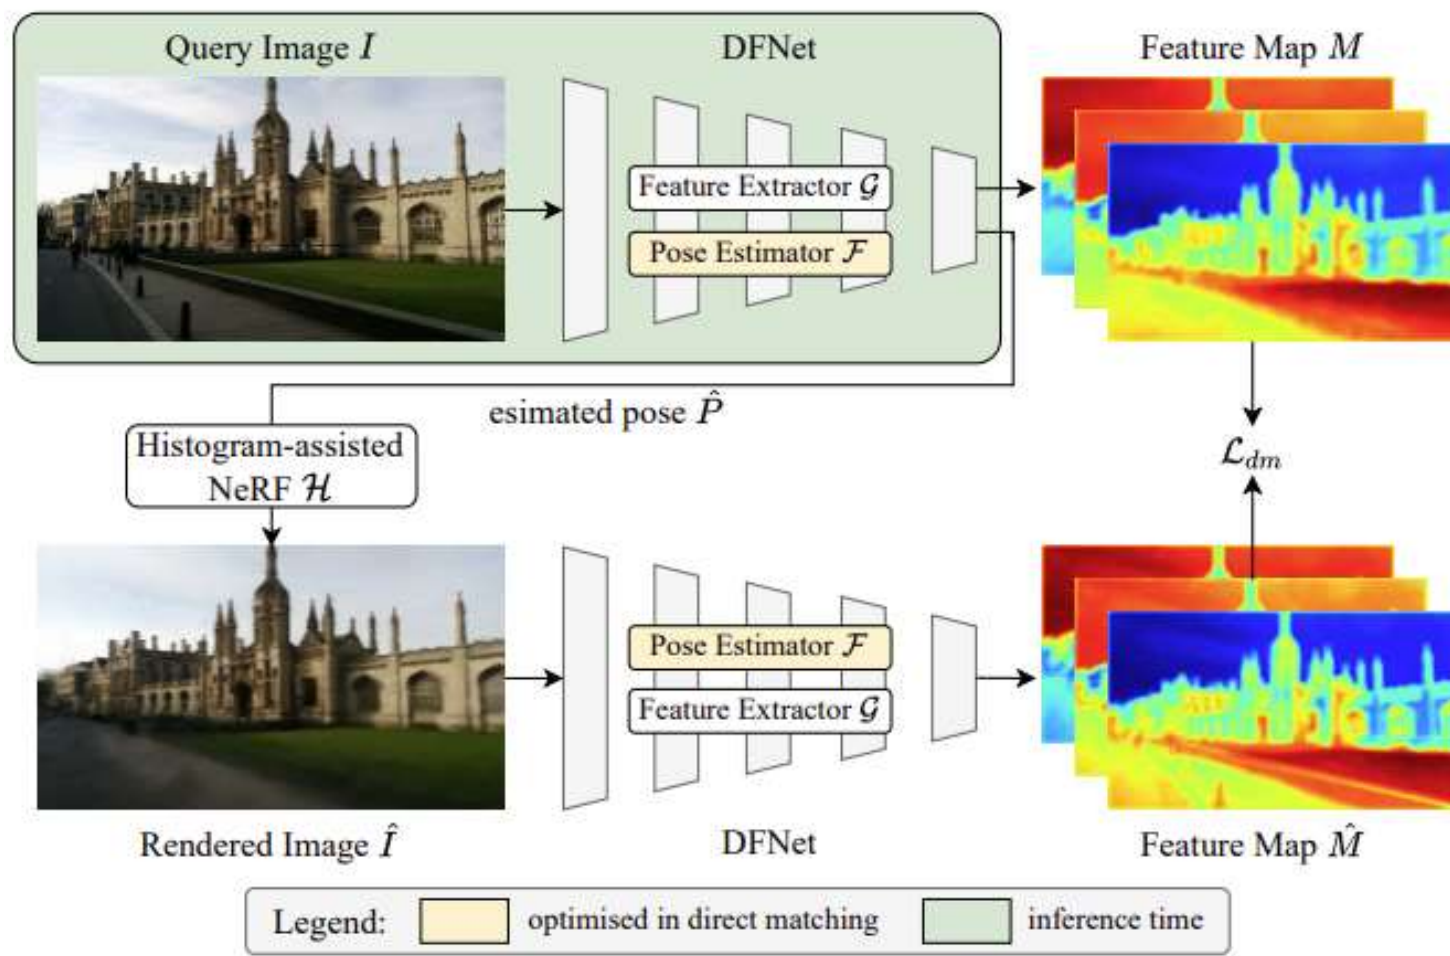 Query Image I
DFNet
Feature Map M
Feature Extractor 𝒢
Pose Estimator ℱ
esimated pose P̂
Histogram-assisted
NeRF ℋ
ℒ_dm
Pose Estimator ℱ
Feature Extractor 𝒢
Rendered Image Î
DFNet
Feature Map M̂
Legend:
optimised in direct matching
inference time